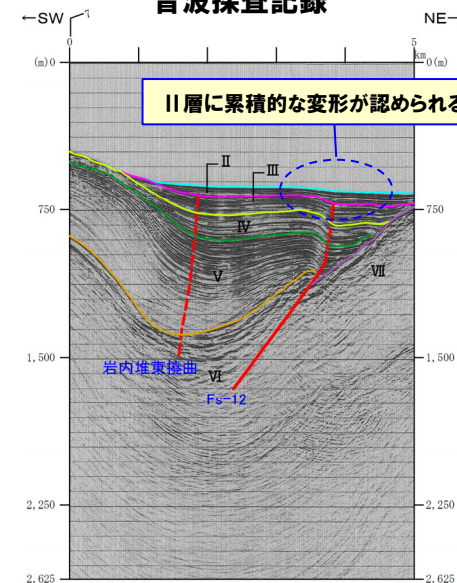 音波探査記録
←SW
7
NE→
0
5
km
(m)0
0(m)
II層に累積的な変形が認められる
II
III
750
750
IV
V
VII
1,500
1,500
岩内堆東撓曲
VI
Fs-12
2,250
2,250
2,625
2,625